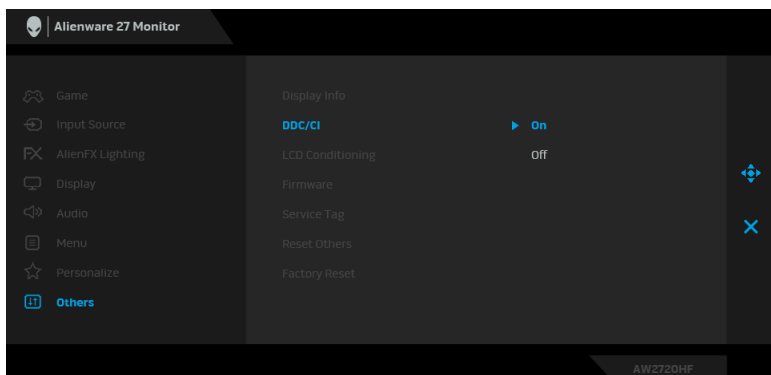 Alienware 27 Monitor
Game
Input Source
AlienFX Lighting
Display
Audio
Menu
Personalize
Others
Display Info
DDC/CI
On
LCD Conditioning
Off
Firmware
Service Tag
Reset Others
Factory Reset
AW2720HF